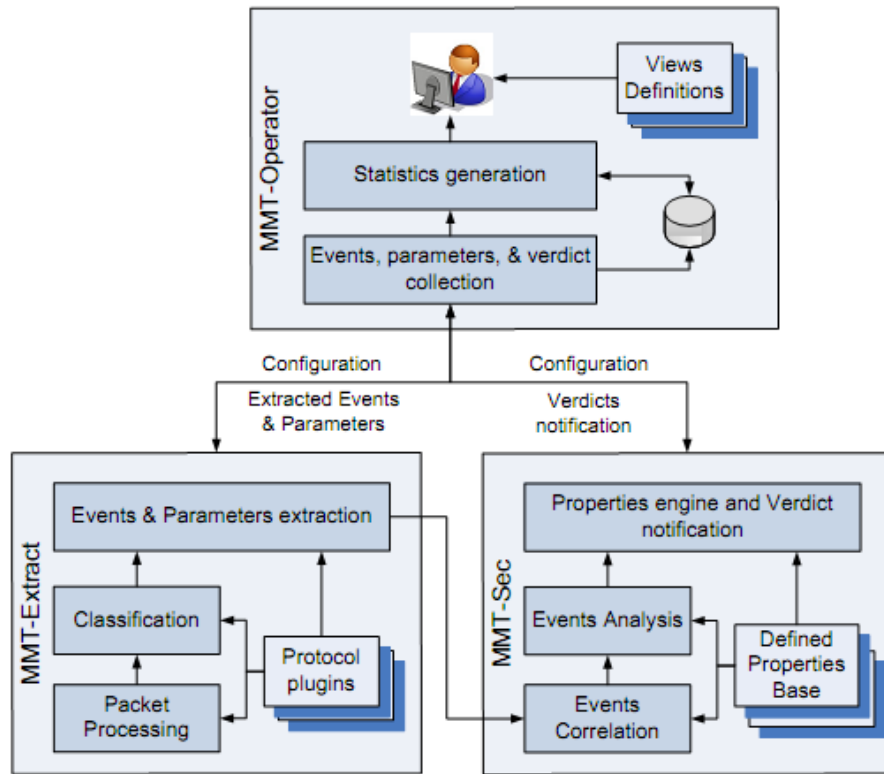 MMT-Operator
Views
Definitions
Statistics generation
Events, parameters, & verdict
collection
Configuration
Configuration
Extracted Events
& Parameters
Verdicts
notification
MMT-Extract
Events & Parameters extraction
Classification
Packet
Processing
Protocol
plugins
MMT-Sec
Properties engine and Verdict
notification
Events Analysis
Events
Correlation
Defined
Properties
Base